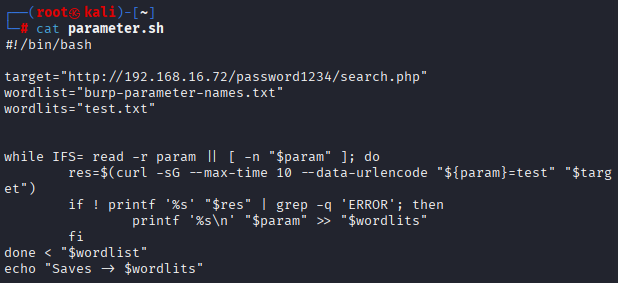 ┌──(root㉿kali)-[~]
└─# cat parameter.sh
#!/bin/bash

target="http://192.168.16.72/password1234/search.php"
wordlist="burp-parameter-names.txt"
wordlits="test.txt"


while IFS= read -r param || [ -n "$param" ]; do
        res=$(curl -sG --max-time 10 --data-urlencode "${param}=test" "$targ
et")
        if ! printf '%s' "$res" | grep -q 'ERROR'; then
                printf '%s\n' "$param" >> "$wordlits"
        fi
done < "$wordlist"
echo "Saves -> $wordlits"